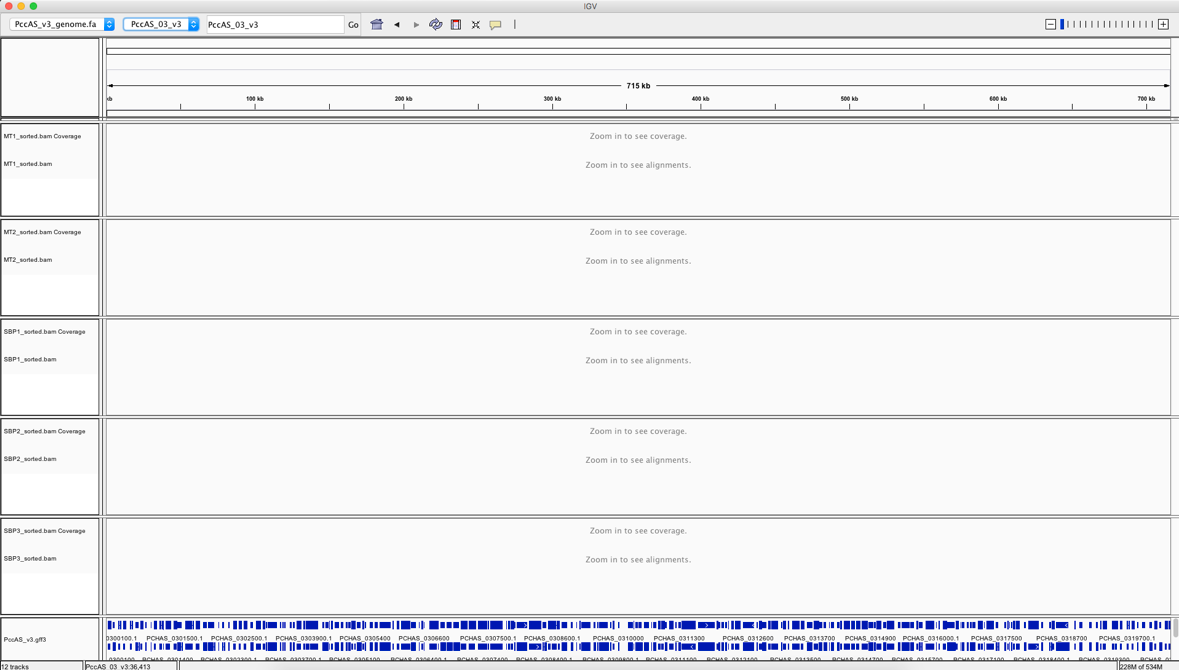 IGV
PccAS_v3_genome.fa PccAS_03_v3 PccAS_03_v3 Go
715 kb
100 kb 200 kb 300 kb 400 kb 500 kb 600 kb 700 kb
MT1_sorted.bam Coverage
Zoom in to see coverage.
MT1_sorted.bam
Zoom in to see alignments.
MT2_sorted.bam Coverage
Zoom in to see coverage.
MT2_sorted.bam
Zoom in to see alignments.
SBP1_sorted.bam Coverage
Zoom in to see coverage.
SBP1_sorted.bam
Zoom in to see alignments.
SBP2_sorted.bam Coverage
Zoom in to see coverage.
SBP2_sorted.bam
Zoom in to see alignments.
SBP3_sorted.bam Coverage
Zoom in to see coverage.
SBP3_sorted.bam
Zoom in to see alignments.
PccAS_v3.gff3
0300100.1 PCHAS_0301500.1 PCHAS_0302500.1 PCHAS_0303900.1 PCHAS_0305400 PCHAS_0306600 PCHAS_0307500.1 PCHAS_0308600.1 PCHAS_0310000 PCHAS_0311300 PCHAS_0312600 PCHAS_0313700 PCHAS_0314900 PCHAS_0316000.1 PCHAS_0317500 PCHAS_0318700 PCHAS_0319700.1
12 tracks PccAS_03_v3:36,413 228M of 534M